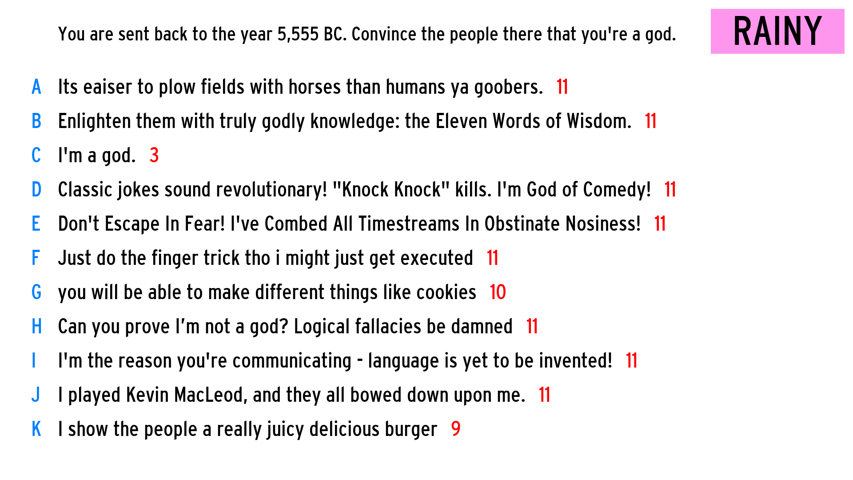 You are sent back to the year 5,555 BC. Convince the people there that you're a god.
RAINY
A Its eaiser to plow fields with horses than humans ya goobers. 11
B Enlighten them with truly godly knowledge: the Eleven Words of Wisdom. 11
C I'm a god. 3
D Classic jokes sound revolutionary! "Knock Knock" kills. I'm God of Comedy! 11
E Don't Escape In Fear! I've Combed All Timestreams In Obstinate Nosiness! 11
F Just do the finger trick tho i might just get executed 11
G you will be able to make different things like cookies 10
H Can you prove I’m not a god? Logical fallacies be damned 11
I I'm the reason you're communicating - language is yet to be invented! 11
J I played Kevin MacLeod, and they all bowed down upon me. 11
K I show the people a really juicy delicious burger 9